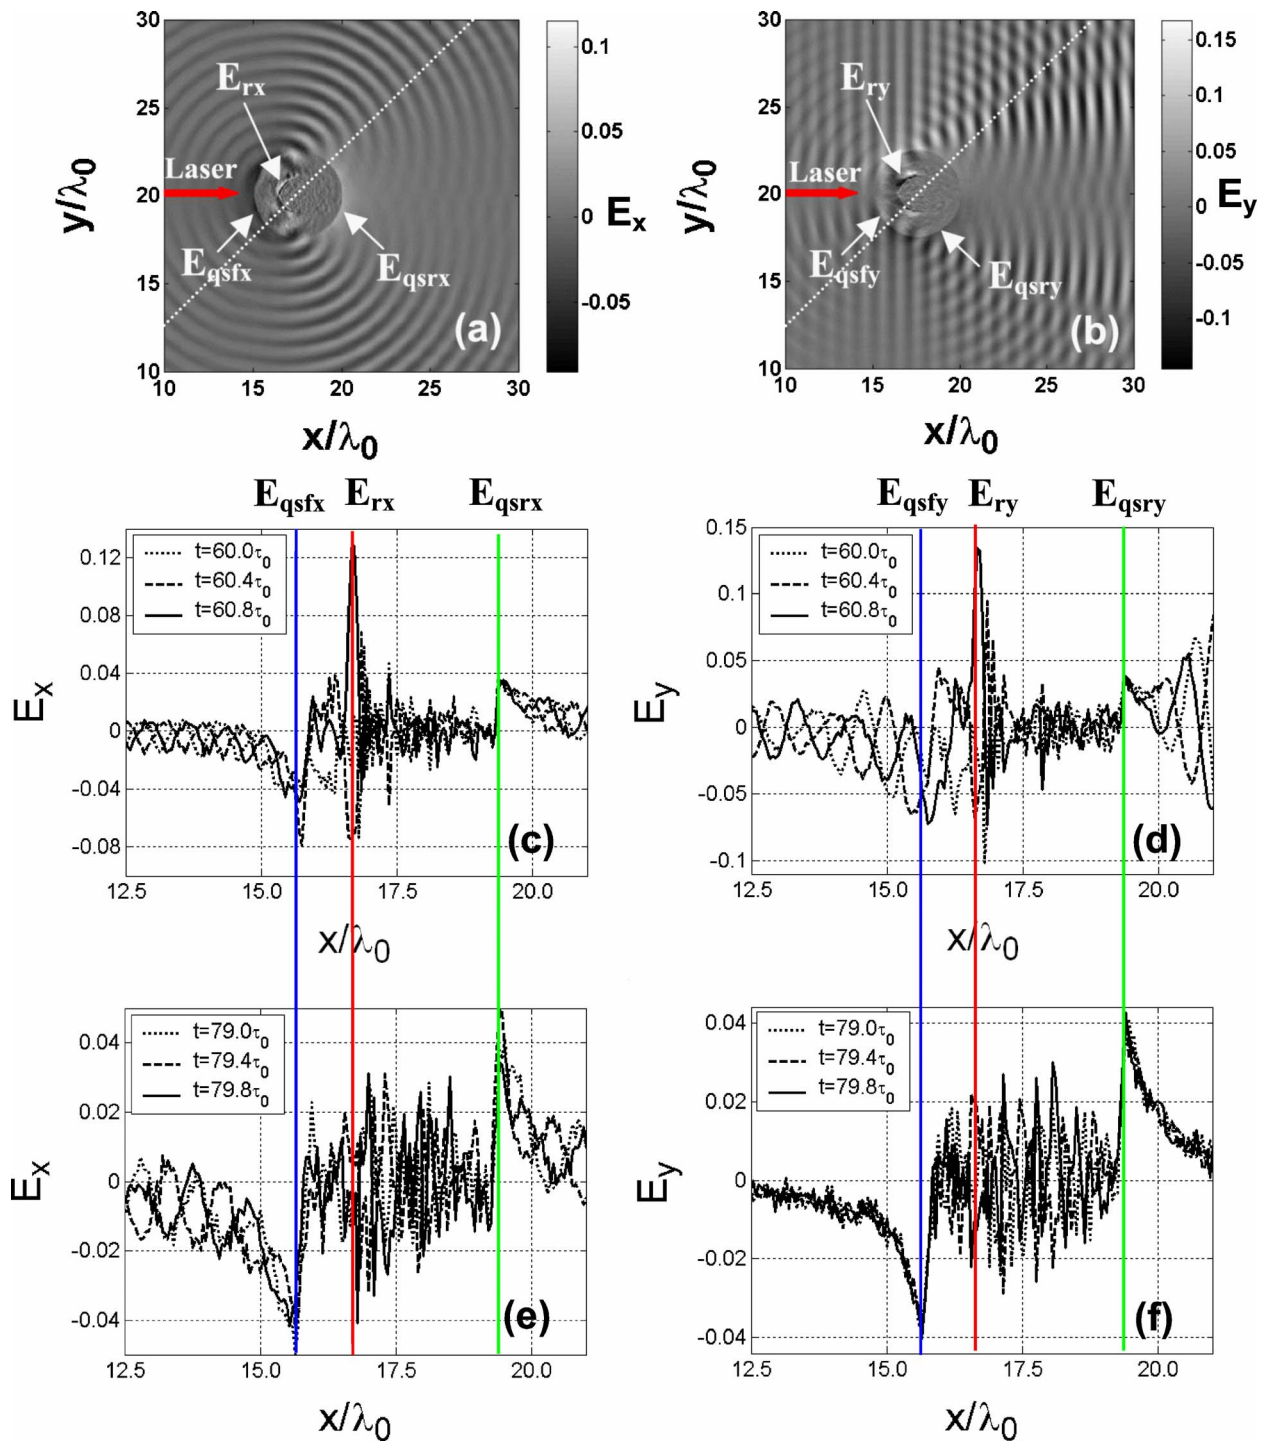 30
25
20
15
10
y/λ0
10 15 20 25 30
x/λ0
Erx
Laser
Eqsfx
Eqsrx
(a)
0.1
0.05
0
-0.05
Ex
30
25
20
15
10
y/λ0
10 15 20 25 30
x/λ0
Ery
Laser
Eqsfy
Eqsry
(b)
0.15
0.1
0.05
0
-0.05
-0.1
Ey
Eqsfx Erx Eqsrx
t=60.0τ0
t=60.4τ0
t=60.8τ0
0.12
0.08
0.04
0
-0.04
-0.08
Ex
(c)
12.5 15.0 17.5 20.0
x/λ0
Eqsfy Ery Eqsry
t=60.0τ0
t=60.4τ0
t=60.8τ0
0.15
0.1
0.05
0
-0.05
-0.1
Ey
(d)
12.5 15.0 17.5 20.0
x/λ0
t=79.0τ0
t=79.4τ0
t=79.8τ0
0.04
0.02
0
-0.02
-0.04
Ex
(e)
12.5 15.0 17.5 20.0
x/λ0
t=79.0τ0
t=79.4τ0
t=79.8τ0
0.04
0.02
0
-0.02
-0.04
Ey
(f)
12.5 15.0 17.5 20.0
x/λ0